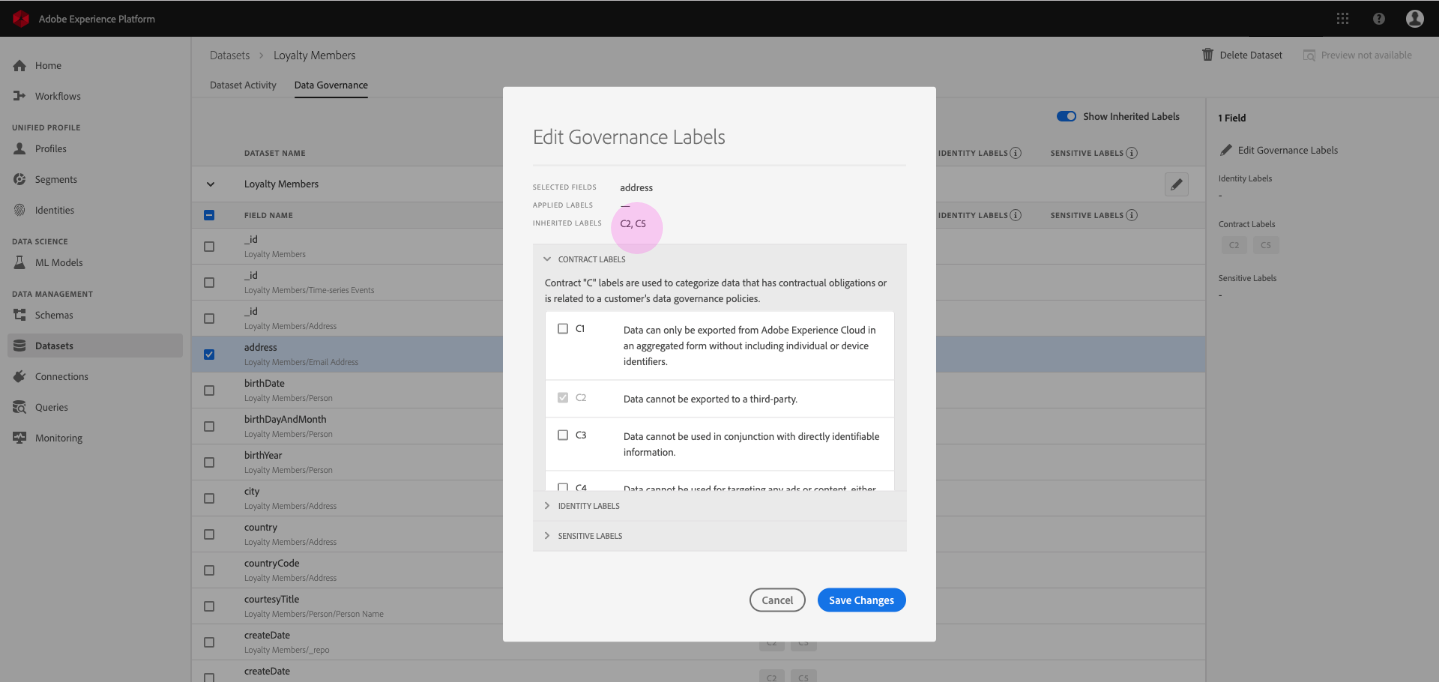 Adobe Experience Platform
Home
Workflows
UNIFIED PROFILE
Profiles
Segments
Identities
DATA SCIENCE
ML Models
DATA MANAGEMENT
Schemas
Datasets
Connections
Queries
Monitoring
Datasets > Loyalty Members
Delete Dataset
Preview not available
Dataset Activity
Data Governance
Show Inherited Labels
DATASET NAME
IDENTITY LABELS
SENSITIVE LABELS
Loyalty Members
FIELD NAME
IDENTITY LABELS
SENSITIVE LABELS
_id
Loyalty Members
_id
Loyalty Members/Time-series Events
_id
Loyalty Members/Address
address
Loyalty Members/Email Address
birthDate
Loyalty Members/Person
birthDayAndMonth
Loyalty Members/Person
birthYear
Loyalty Members/Person
city
Loyalty Members/Address
country
Loyalty Members/Address
countryCode
Loyalty Members/Address
courtesyTitle
Loyalty Members/Person/Person Name
createDate
Loyalty Members/_repo
C2 C5
createDate
C2 C5
Edit Governance Labels
SELECTED FIELDS address
APPLIED LABELS —
INHERITED LABELS C2, C5
CONTRACT LABELS
Contract "C" labels are used to categorize data that has contractual obligations or
is related to a customer's data governance policies.
C1 Data can only be exported from Adobe Experience Cloud in
an aggregated form without including individual or device
identifiers.
C2 Data cannot be exported to a third-party.
C3 Data cannot be used in conjunction with directly identifiable
information.
C4 Data cannot be used for targeting any ads or content, either
IDENTITY LABELS
SENSITIVE LABELS
Cancel
Save Changes
1 Field
Edit Governance Labels
Identity Labels
-
Contract Labels
C2 C5
Sensitive Labels
-